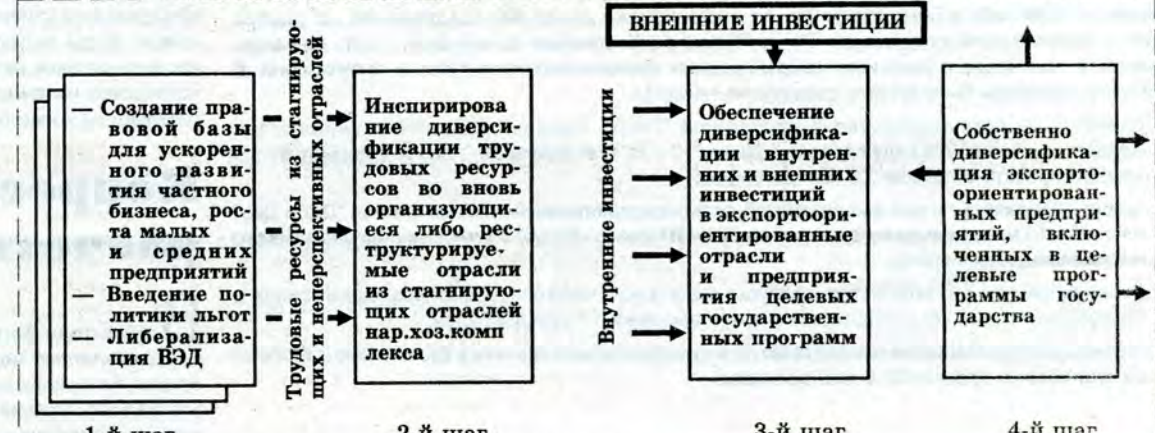 ВНЕШНИЕ ИНВЕСТИЦИИ
— Создание пра-
вовой базы
для ускорен-
ного разви-
тия частного
бизнеса, рос-
та малых
и средних
предприятий
— Введение по-
литики льгот
— Либерализа-
ция ВЭД
Трудовые ресурсы из стагнирую-
щих и неперспективных отраслей
Инспирирова
ние диверси-
фикации тру-
довых ресур-
сов во вновь
организующи-
еся либо рес-
труктурируе-
мые отрасли
из стагнирую-
щих отраслей
нар.хоз.комп
лекса
Внутренние инвестиции
Обеспечение
диверсифика-
ции внутрен-
них и внешних
инвестиций
в экспортоори-
ентированные
отрасли
и предприя-
тия целевых
государствен-
ных программ
Собственно
диверсифика-
ция экспорто-
ориентирован-
ных предпри-
ятий, вклю-
ченных в це-
левые прог-
раммы госу-
дарства
1-й шаг
2-й шаг
3-й шаг
4-й шаг